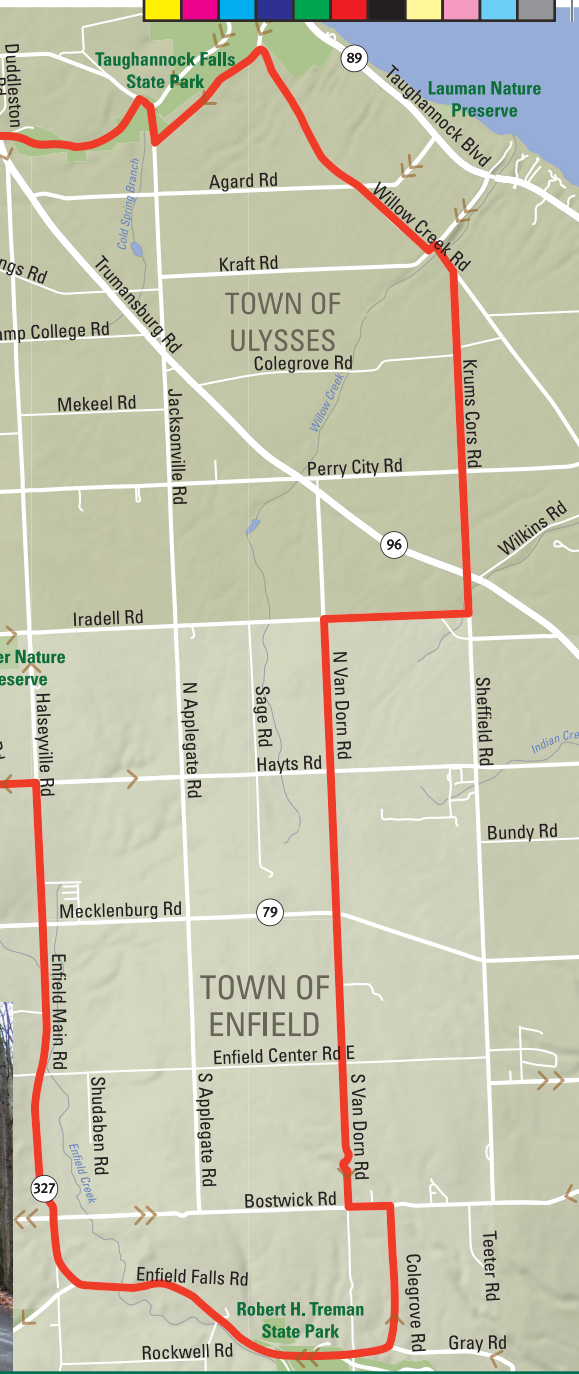 Duddleston
Rd
Taughannock Falls
State Park
89
Taughannock Blvd
Lauman Nature
Preserve
Agard Rd
Willow Creek Rd
Cold Spring Branch
Kraft Rd
ngs Rd
Trumansburg Rd
TOWN OF
ULYSSES
amp College Rd
Colegrove Rd
Krums Cors Rd
Mekeel Rd
Jacksonville Rd
Willow Creek
Perry City Rd
Wilkins Rd
96
Iradell Rd
er Nature
eserve
Halseyville Rd
N Applegate Rd
Sage Rd
N Van Dorn Rd
Sheffield Rd
Indian Cre
Hayts Rd
Bundy Rd
Mecklenburg Rd
79
Enfield Main Rd
TOWN OF
ENFIELD
Enfield Center Rd E
Shudaben Rd
S Applegate Rd
S Van Dorn Rd
Enfield Creek
327
Bostwick Rd
Teeter Rd
Colegrove Rd
Enfield Falls Rd
Robert H. Treman
State Park
Rockwell Rd
Gray Rd